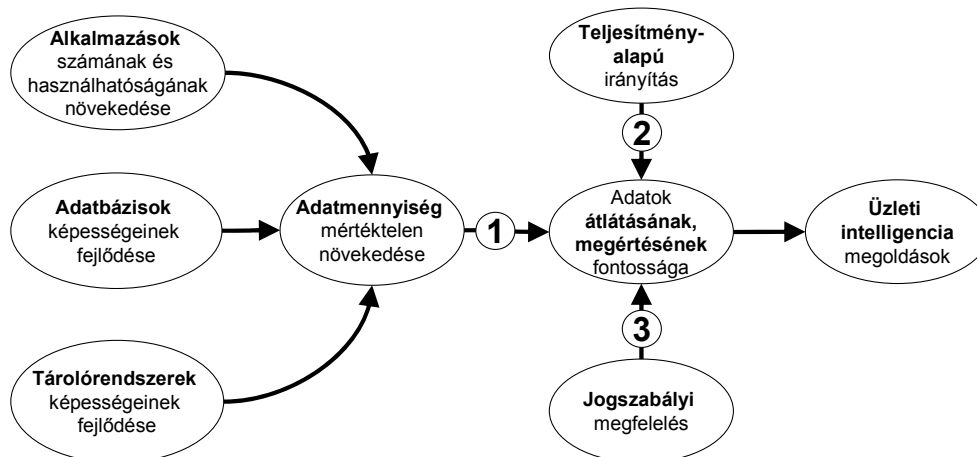 Alkalmazások
számának és
használhatóságának
növekedése
Adatbázisok
képességeinek
fejlődése
Tárolórendszerek
képességeinek
fejlődése
Adatmennyiség
mértéktelen
növekedése
1
Teljesítmény-
alapú
irányítás
2
Adatok
átlátásának,
megértésének
fontossága
3
Jogszabályi
megfelelés
Üzleti
intelligencia
megoldások